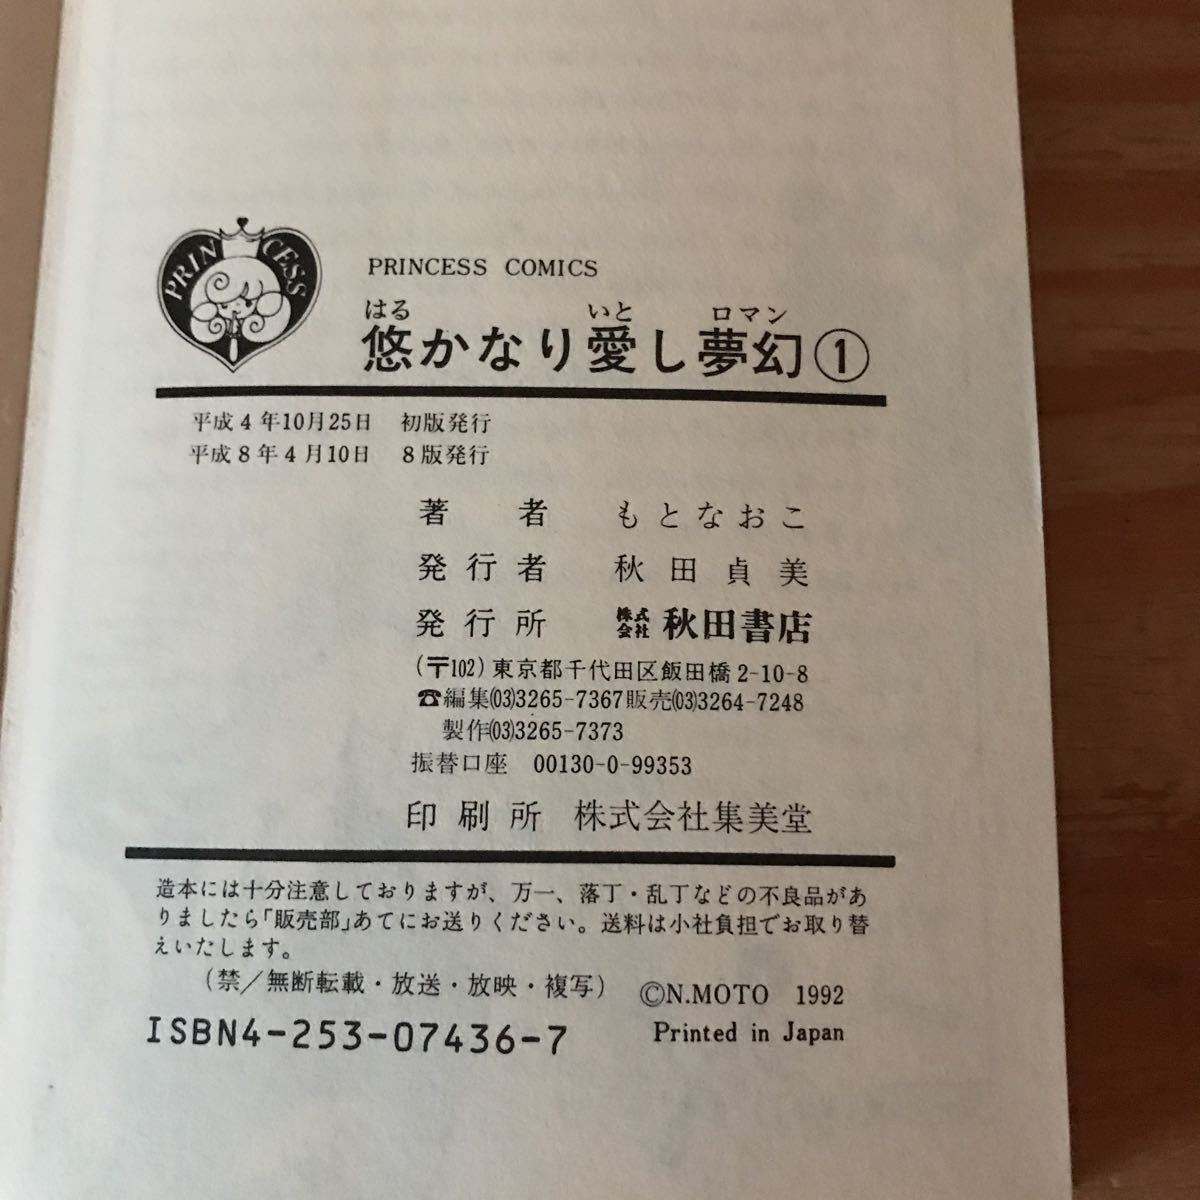 PRINCESS
PRINCESS COMICS
はる いと ロマン
悠かなり愛し夢幻①
平成4年10月25日 初版発行
平成8年4月10日 8版発行
著者 もとなおこ
発行者 秋田貞美
発行所 株式会社 秋田書店
(〒102)東京都千代田区飯田橋2-10-8
☎編集(03)3265-7367販売(03)3264-7248
製作(03)3265-7373
振替口座 00130-0-99353
印刷所 株式会社集美堂
造本には十分注意しておりますが、万一、落丁・乱丁などの不良品があ
りましたら「販売部」あてにお送りください。送料は小社負担でお取り替
えいたします。
(禁/無断転載・放送・放映・複写)
©N.MOTO 1992
ISBN4-253-07436-7
Printed in Japan